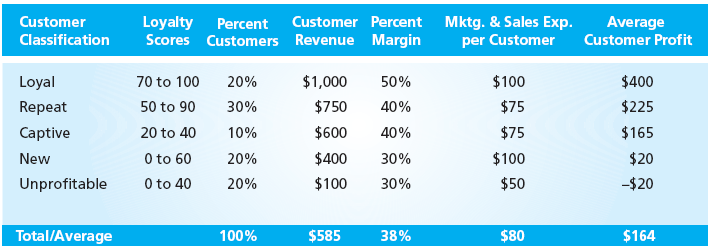 Customer Loyalty Percent Customer Percent Mktg. & Sales Exp. Average
Classification Scores Customers Revenue Margin per Customer Customer Profit
Loyal 70 to 100 20% $1,000 50% $100 $400
Repeat 50 to 90 30% $750 40% $75 $225
Captive 20 to 40 10% $600 40% $75 $165
New 0 to 60 20% $400 30% $100 $20
Unprofitable 0 to 40 20% $100 30% $50 –$20
Total/Average 100% $585 38% $80 $164